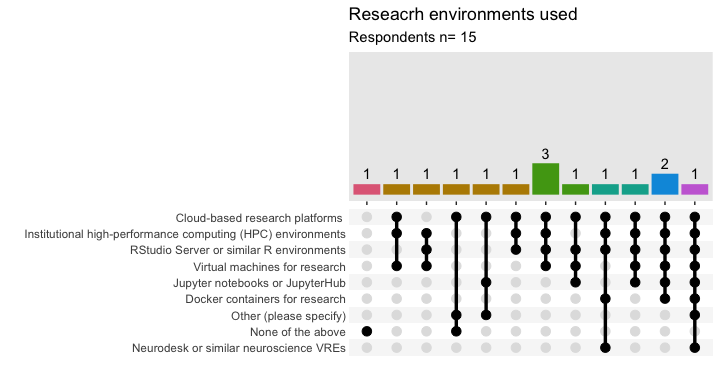 Reseacrh environments used
Respondents n= 15
1 1 1 1 1 1 3 1 1 1 2 1
Cloud-based research platforms
Institutional high-performance computing (HPC) environments
RStudio Server or similar R environments
Virtual machines for research
Jupyter notebooks or JupyterHub
Docker containers for research
Other (please specify)
None of the above
Neurodesk or similar neuroscience VREs